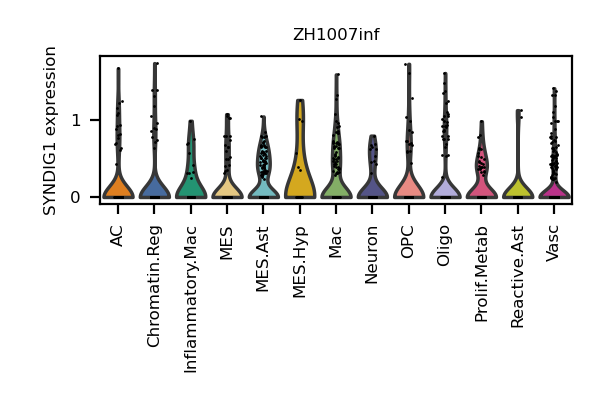 ZH1007inf
SYNDIG1 expression
1
0
AC
Chromatin.Reg
Inflammatory.Mac
MES
MES.Ast
MES.Hyp
Mac
Neuron
OPC
Oligo
Prolif.Metab
Reactive.Ast
Vasc